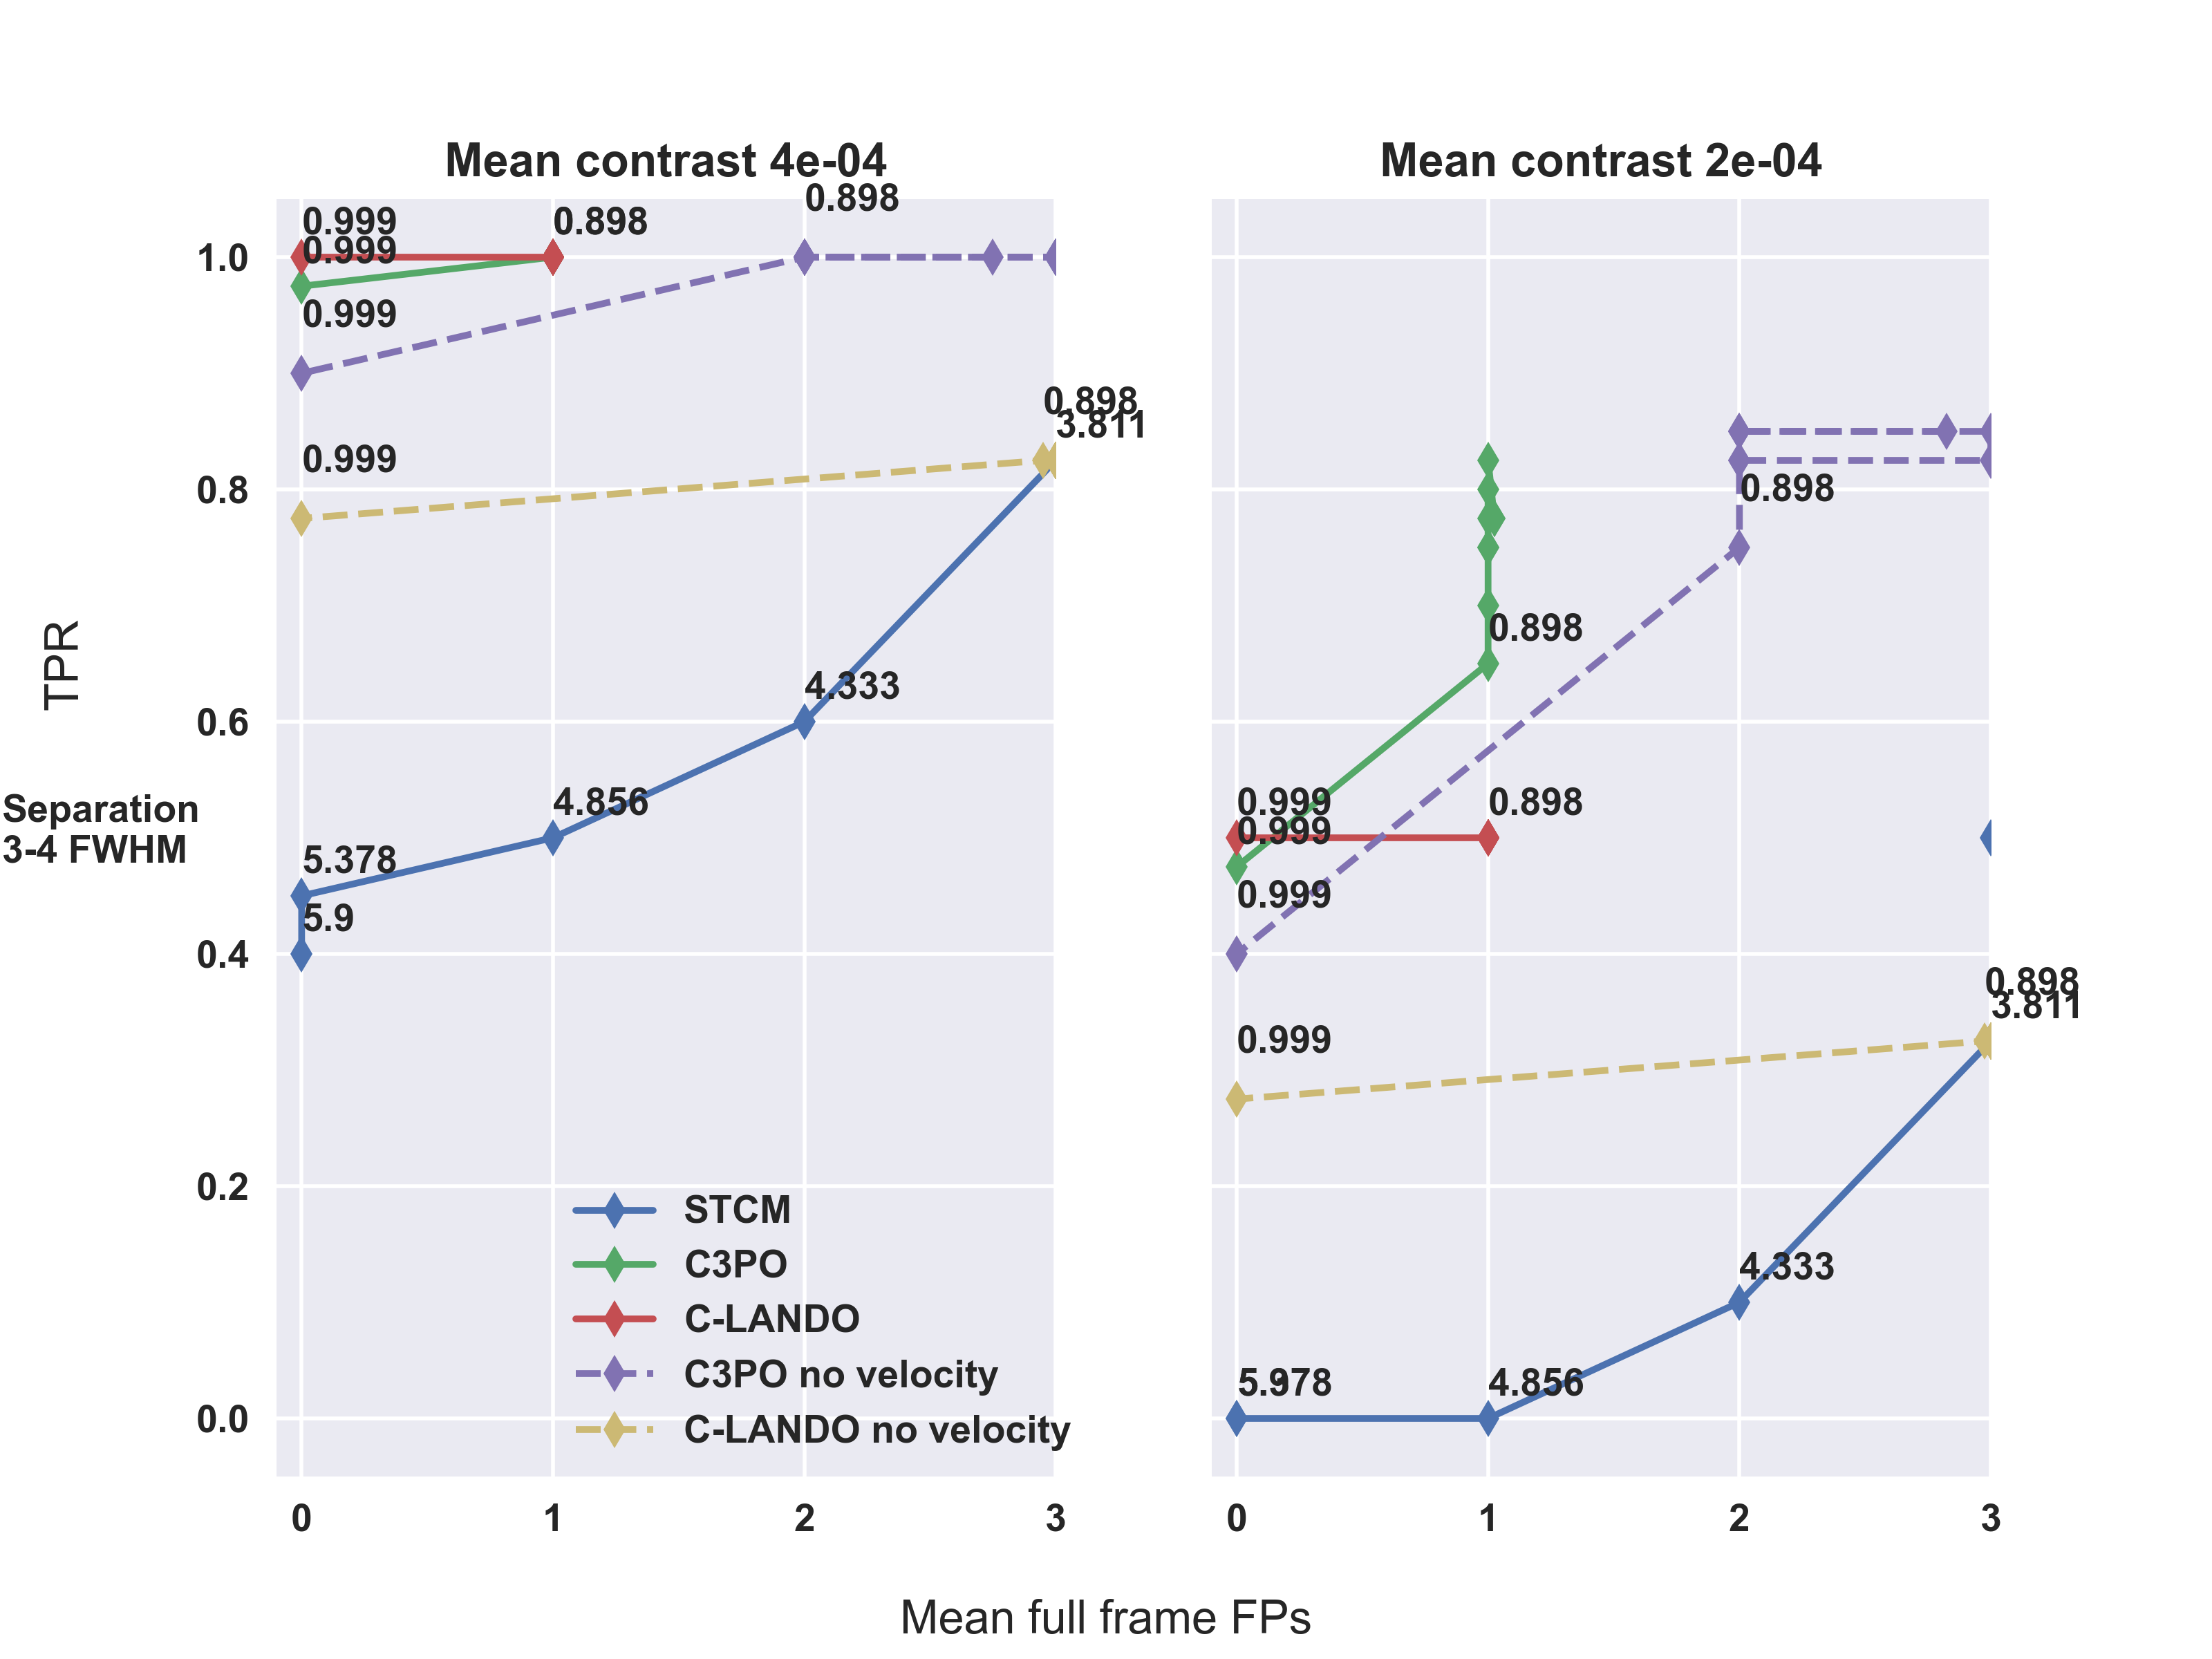 Mean contrast 4e-04
Mean contrast 2e-04
0.898
0.999
0.898
0.999
0.999
0.898
3.811
0.999
4.333
4.856
5.378
5.9
0.898
0.898
0.999
0.898
0.999
0.999
0.898
3.811
0.999
4.333
4.856
1.0
0.8
0.6
0.4
0.2
0.0
TPR
Separation
3-4 FWHM
STCM
C3PO
C-LANDO
C3PO no velocity
C-LANDO no velocity
0 1 2 3
0 1 2 3
Mean full frame FPs